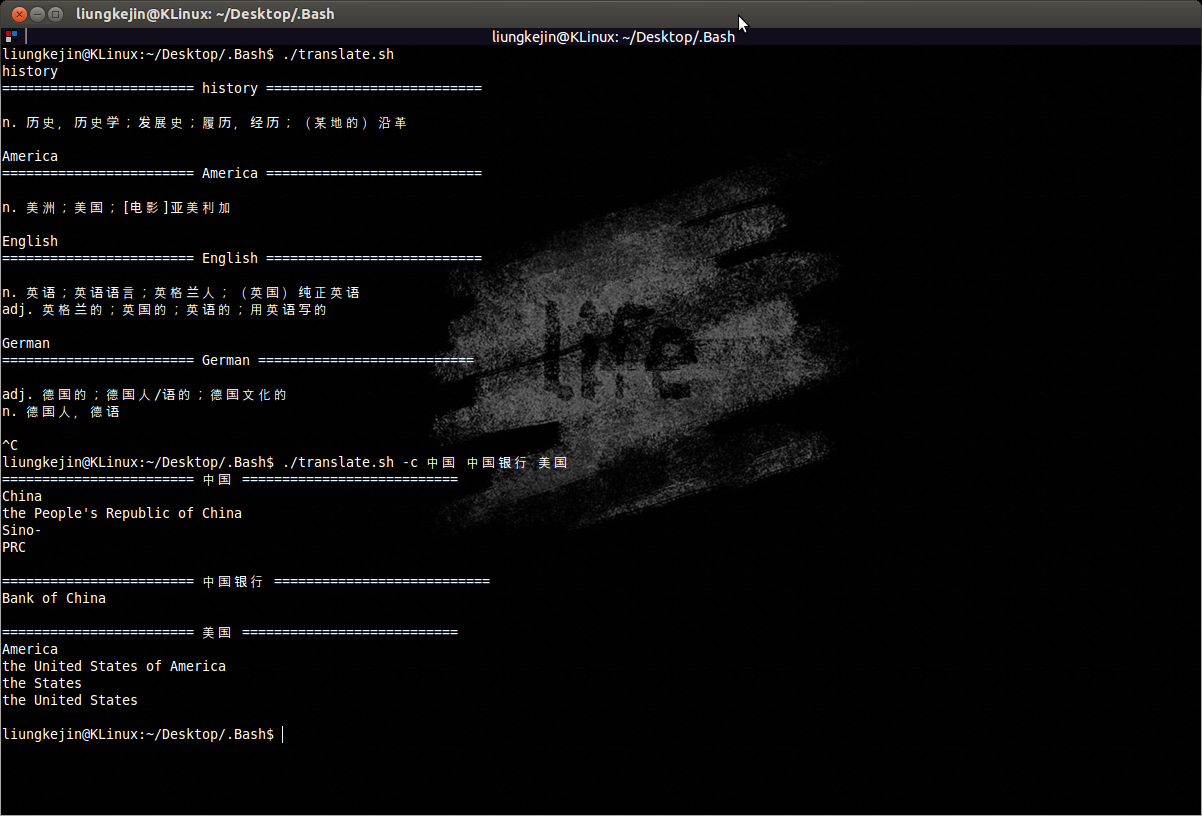 liungkejin@KLinux: ~/Desktop/.Bash
liungkejin@KLinux: ~/Desktop/.Bash
liungkejin@KLinux:~/Desktop/.Bash$ ./translate.sh
history
======================== history ===========================
n. 历史，历史学；发展史；履历，经历；（某地的）沿革
America
======================== America ===========================
n. 美洲；美国；[电影]亚美利加
English
======================== English ===========================
n. 英语；英语语言；英格兰人；（英国）纯正英语
adj. 英格兰的；英国的；英语的；用英语写的
German
======================== German ===========================
adj. 德国的；德国人/语的；德国文化的
n. 德国人，德语
^C
liungkejin@KLinux:~/Desktop/.Bash$ ./translate.sh -c 中国 中国银行 美国
======================== 中国 ===========================
China
the People's Republic of China
Sino-
PRC
======================== 中国银行 ===========================
Bank of China
======================== 美国 ===========================
America
the United States of America
the States
the United States
liungkejin@KLinux:~/Desktop/.Bash$
life